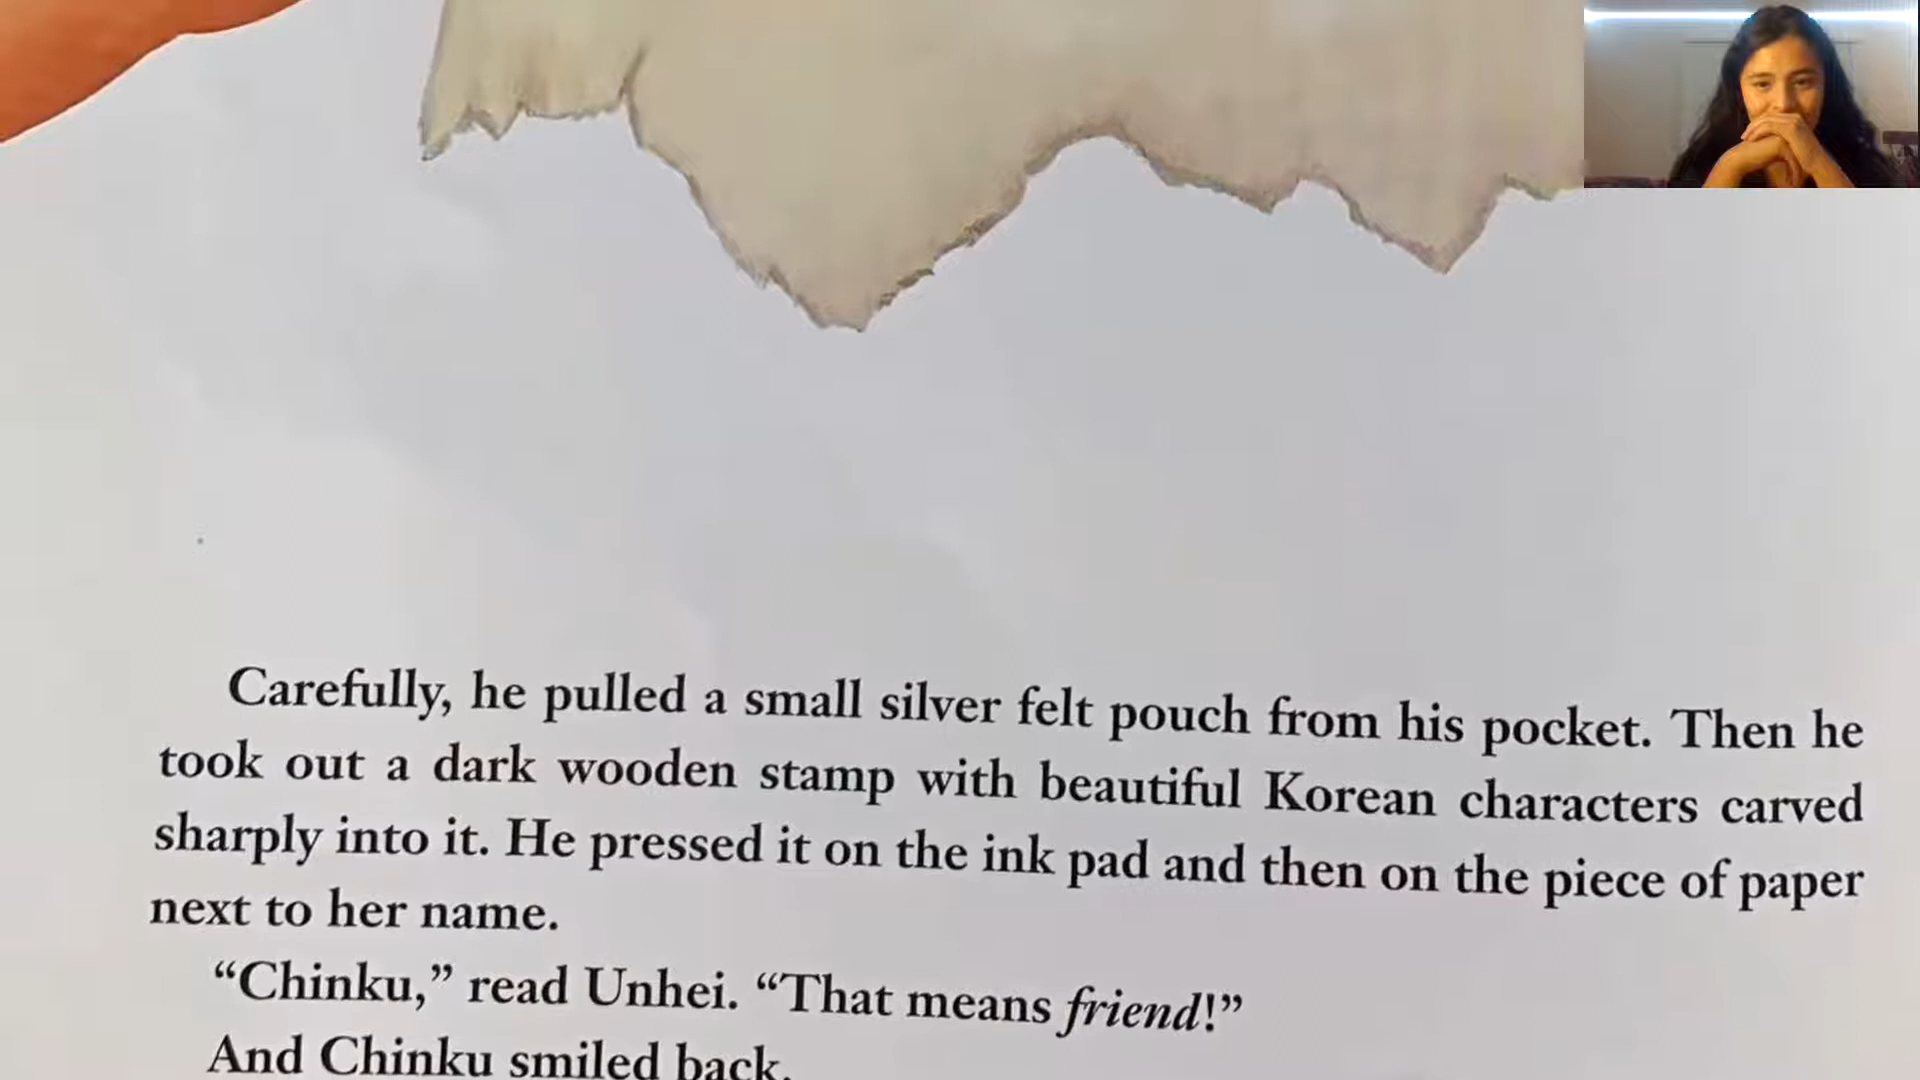 Carefully, he pulled a small silver felt pouch from his pocket. Then he
took out a dark wooden stamp with beautiful Korean characters carved
sharply into it. He pressed it on the ink pad and then on the piece of paper
next to her name.
“Chinku,” read Unhei. “That means friend!”
And Chinku smiled back.